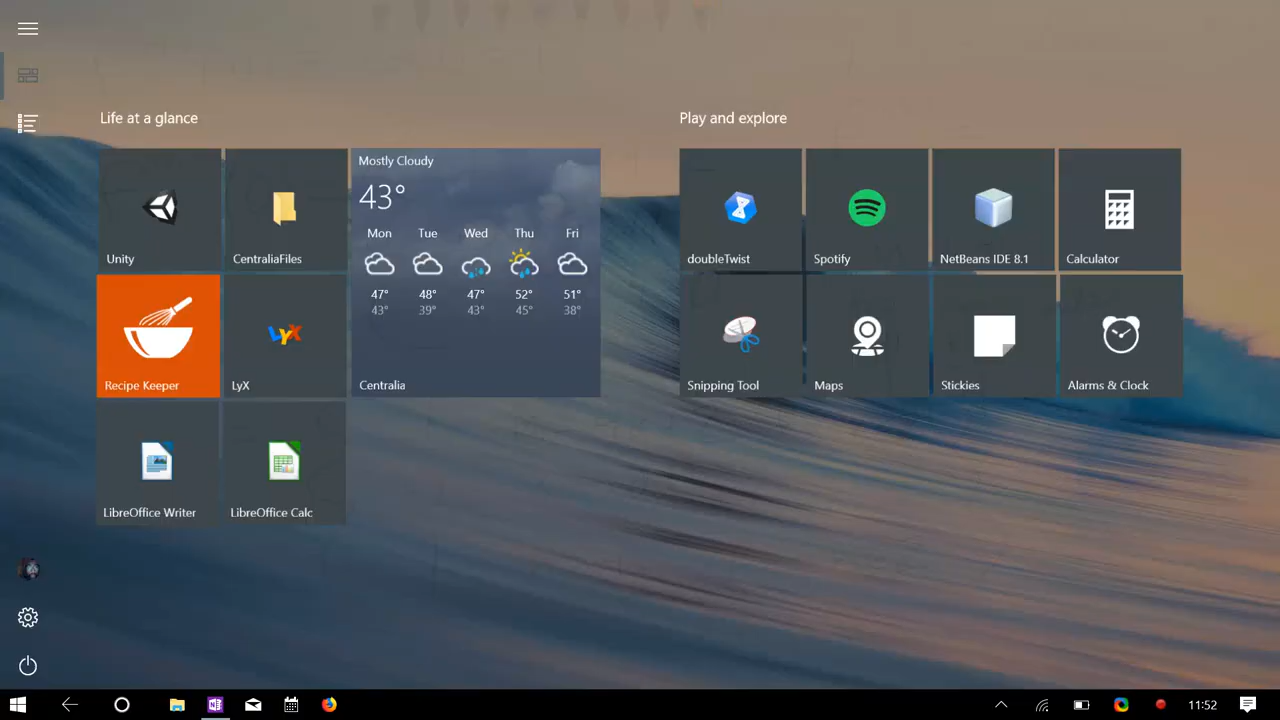 Life at a glance
Play and explore
Unity
CentraliaFiles
Mostly Cloudy
43°
Mon Tue Wed Thu Fri
47° 48° 47° 52° 51°
43° 39° 43° 45° 38°
Centralia
doubleTwist
Spotify
NetBeans IDE 8.1
Calculator
Recipe Keeper
LyX
LyX
Snipping Tool
Maps
Stickies
Alarms & Clock
LibreOffice Writer
LibreOffice Calc
N
11:52